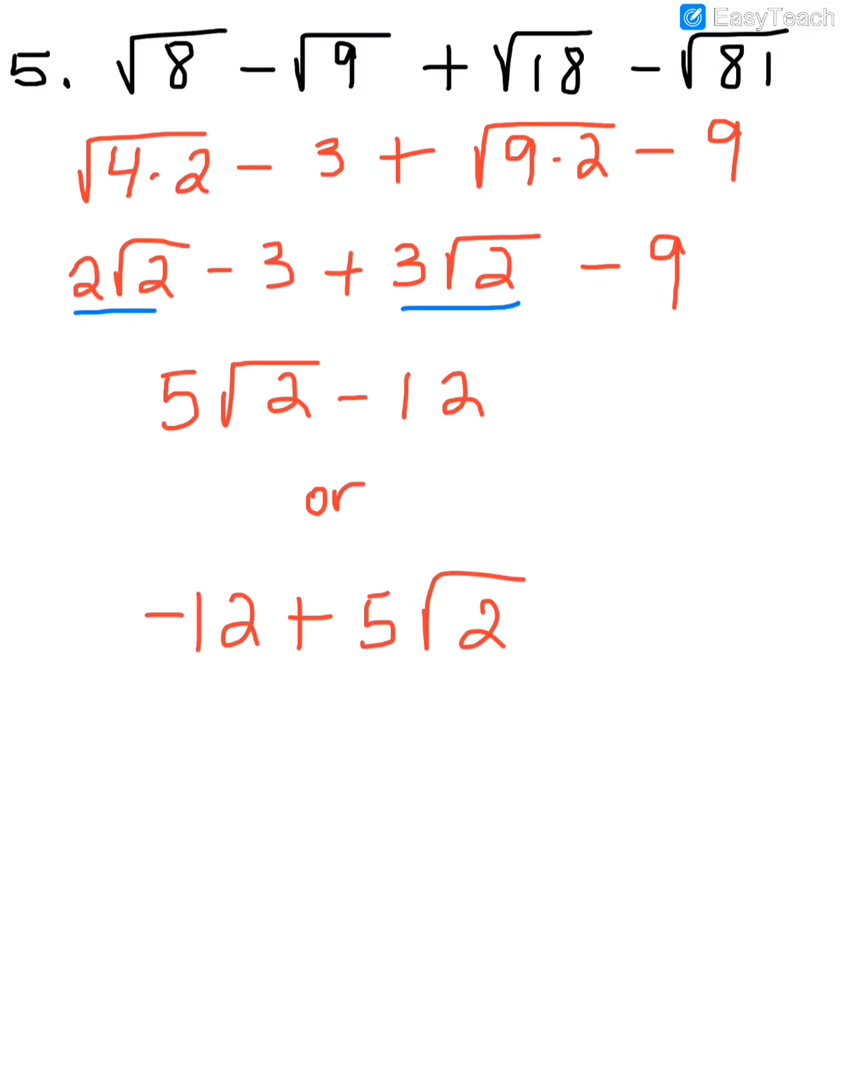 EasyTeach
5. √8 - √9 + √18 - √81
√4·2 - 3 + √9·2 - 9
2√2 - 3 + 3√2 - 9
5√2 - 12
or
-12 + 5√2